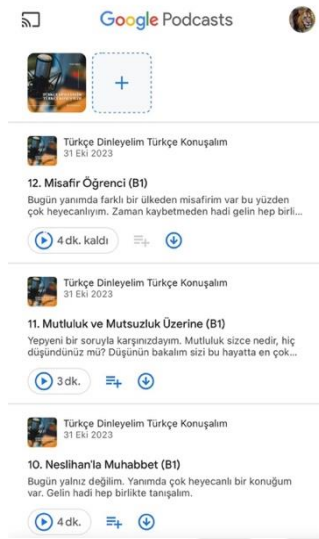 Google Podcasts
Türkçe Dinleyelim Türkçe Konuşalım
31 Eki 2023
12. Misafir Öğrenci (B1)
Bugün yanımda farklı bir ülkeden misafirim var bu yüzden
çok heyecanlıyım. Zaman kaybetmeden hadi gelin hep birli...
4 dk. kaldı
Türkçe Dinleyelim Türkçe Konuşalım
31 Eki 2023
11. Mutluluk ve Mutsuzluk Üzerine (B1)
Yepyeni bir soruyla karşınızdayım. Mutluluk sizce nedir, hiç
düşündünüz mü? Düşünün bakalım sizi bu hayatta en çok...
3 dk.
Türkçe Dinleyelim Türkçe Konuşalım
31 Eki 2023
10. Neslihan'la Muhabbet (B1)
Bugün yalnız değilim. Yanımda çok heyecanlı bir konuğum
var. Gelin hadi hep birlikte tanışalım.
4 dk.